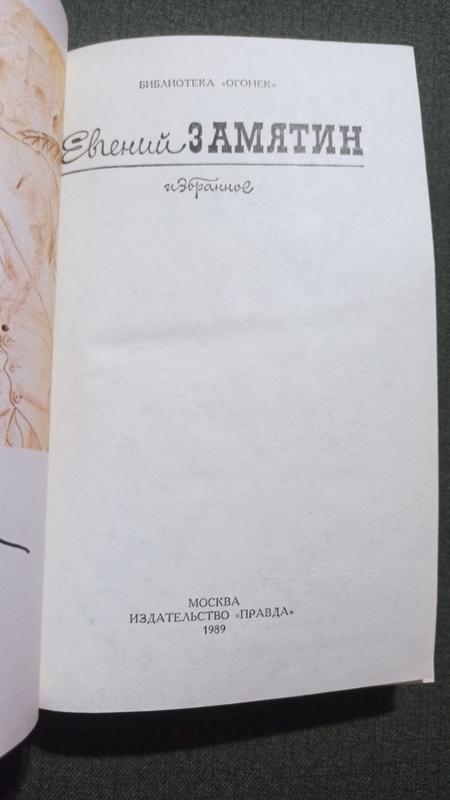 БИБЛИОТЕКА «ОГОНЕК»
Евгений ЗАМЯТИН
избранное
МОСКВА
ИЗДАТЕЛЬСТВО «ПРАВДА»
1989